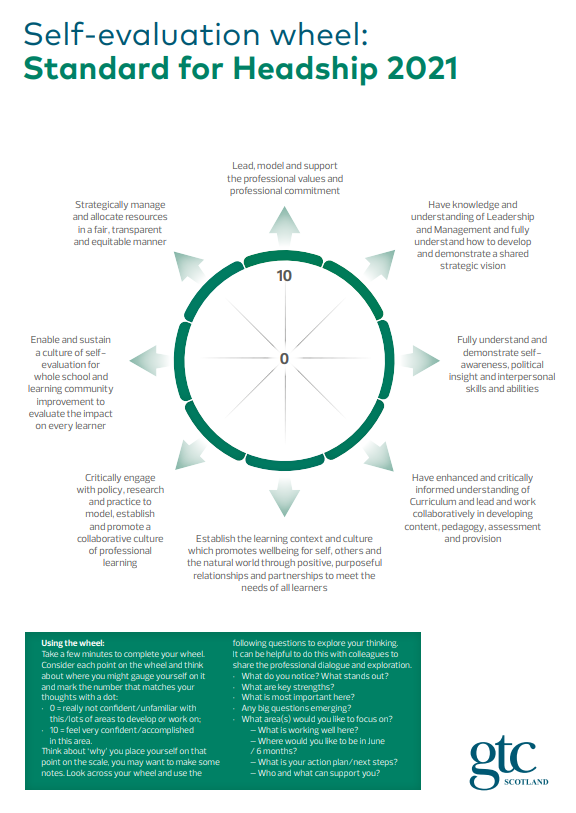 Self-evaluation wheel:
Standard for Headship 2021
Lead, model and support
the professional values and
professional commitment
Strategically manage
and allocate resources
in a fair, transparent
and equitable manner
Have knowledge and
understanding of Leadership
and Management and fully
understand how to develop
and demonstrate a shared
strategic vision
10
0
Enable and sustain
a culture of self-
evaluation for
whole school and
learning community
improvement to
evaluate the impact
on every learner
Fully understand and
demonstrate self-
awareness, political
insight and interpersonal
skills and abilities
Critically engage
with policy, research
and practice to
model, establish
and promote a
collaborative culture
of professional
learning
Have enhanced and critically
informed understanding of
Curriculum and lead and work
collaboratively in developing
content, pedagogy, assessment
and provision
Establish the learning context and culture
which promotes wellbeing for self, others and
the natural world through positive, purposeful
relationships and partnerships to meet the
needs of all learners
Using the wheel:
Take a few minutes to complete your wheel.
Consider each point on the wheel and think
about where you might gauge yourself on it
and mark the number that matches your
thoughts with a dot:
· 0 = really not confident/unfamiliar with
this/lots of areas to develop or work on;
· 10 = feel very confident/accomplished
in this area.
Think about 'why' you place yourself on that
point on the scale, you may want to make some
notes. Look across your wheel and use the
following questions to explore your thinking.
It can be helpful to do this with colleagues to
share the professional dialogue and exploration.
· What do you notice? What stands out?
· What are key strengths?
· What is most important here?
· Any big questions emerging?
· What area(s) would you like to focus on?
— What is working well here?
— Where would you like to be in June
/ 6 months?
— What is your action plan/next steps?
— Who and what can support you?
gtc
SCOTLAND